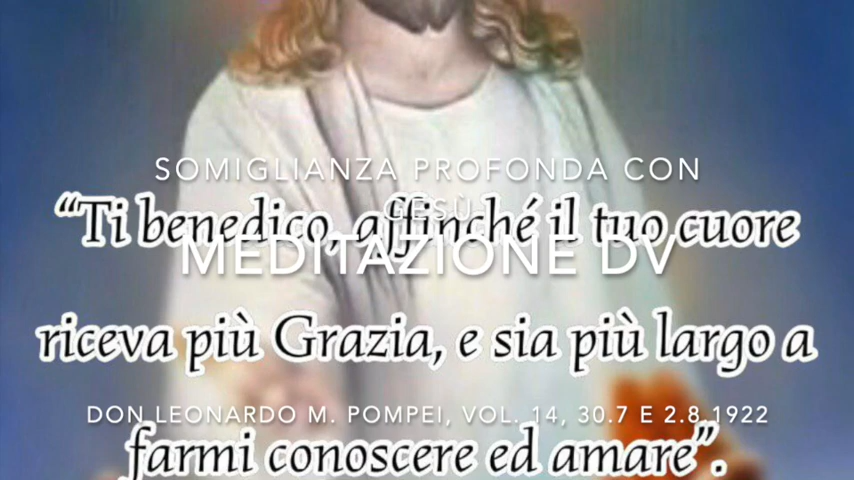 SOMIGLIANZA PROFONDA CON
GESÙ
“Ti benedico, affinché il tuo cuore
MEDITAZIONE DV
riceva più Grazia, e sia più largo a
DON LEONARDO M. POMPEI, VOL. 14, 30.7 E 2.8.1922
farmi conoscere ed amare”.